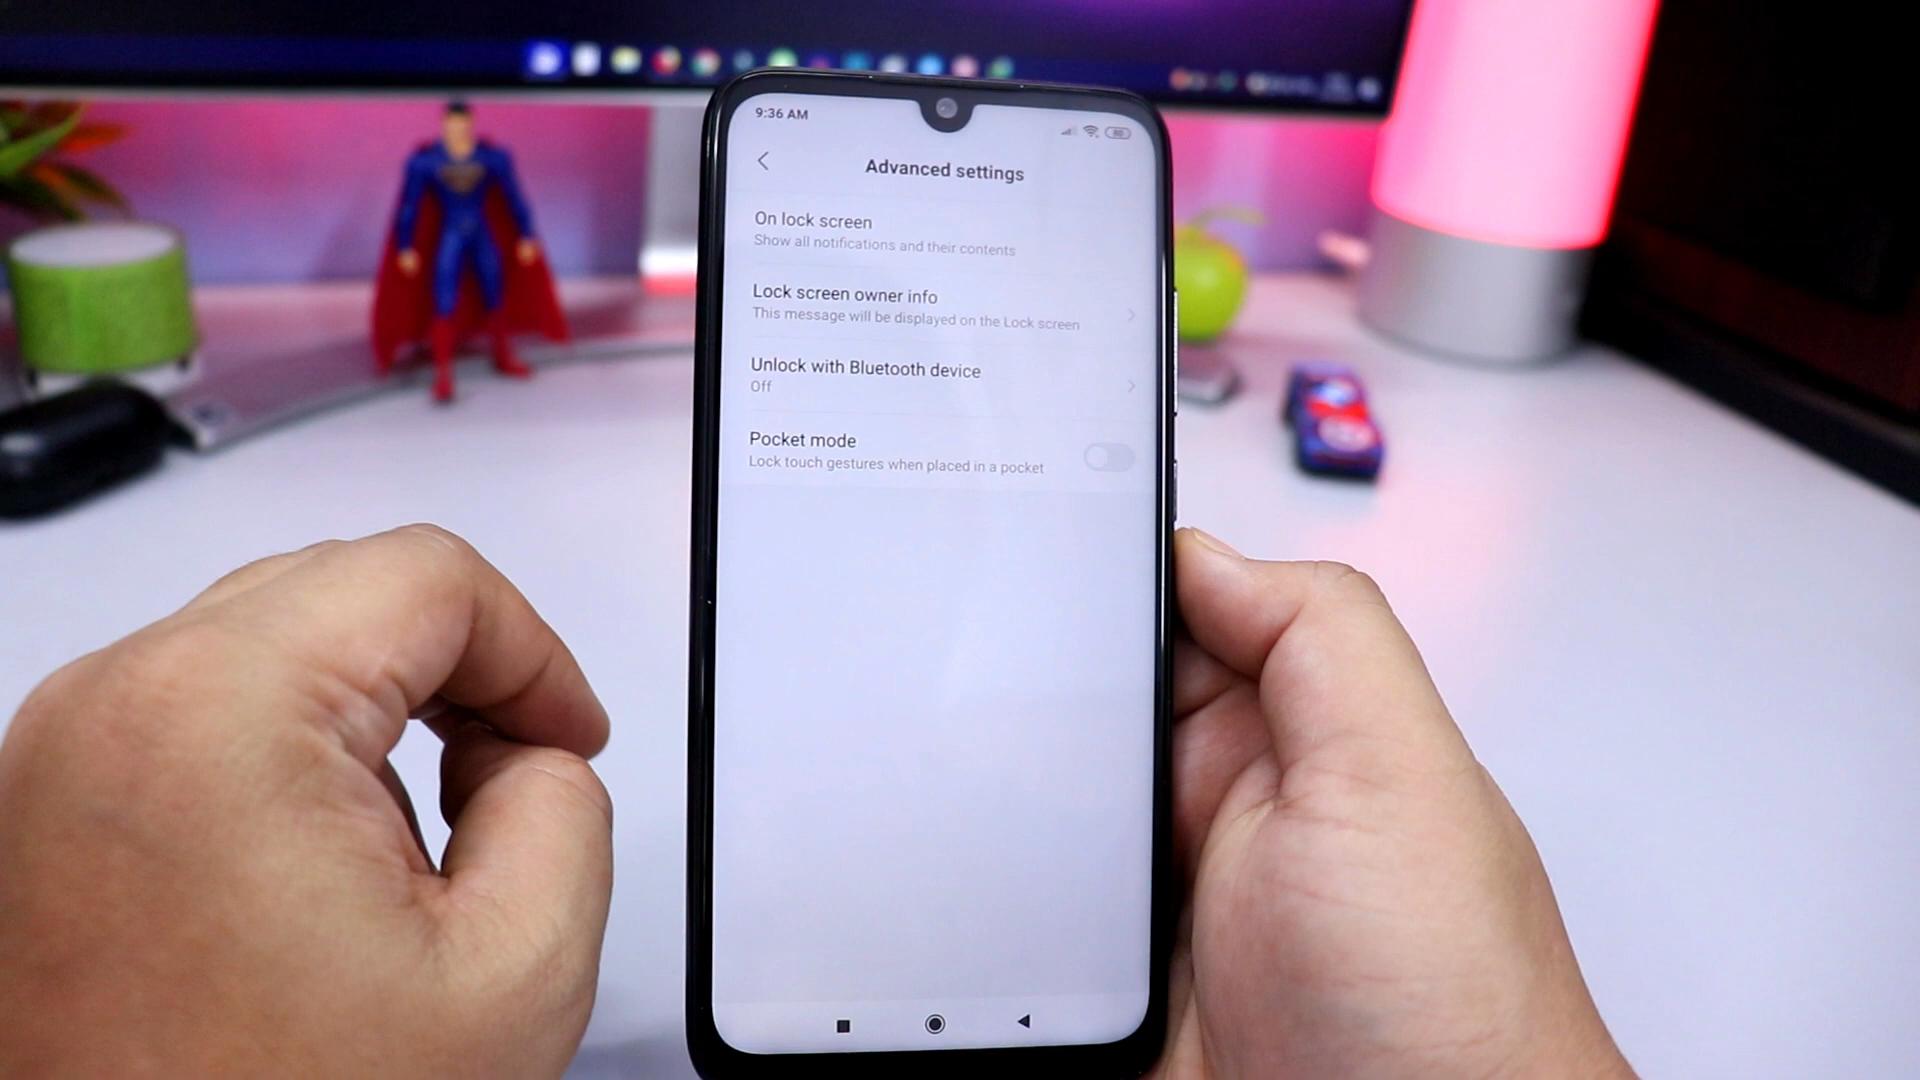 9:36 AM
80
Advanced settings
On lock screen
Show all notifications and their contents
Lock screen owner info
This message will be displayed on the Lock screen
Unlock with Bluetooth device
Off
Pocket mode
Lock touch gestures when placed in a pocket